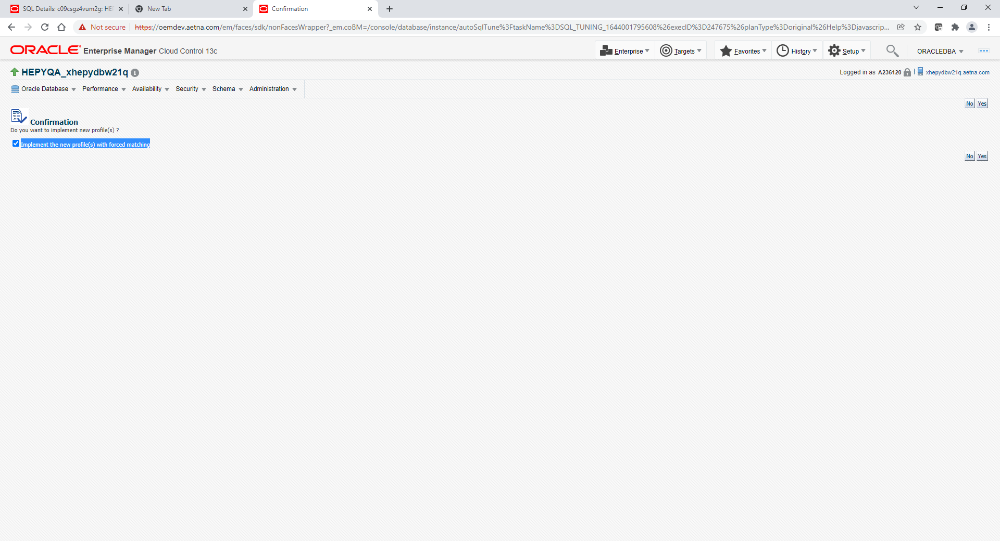 SQL Details: c09csgz4vum2g: HEP
New Tab
Confirmation
Not secure
https://oemdev.aetna.com/em/faces/sdk/nonFacesWrapper?_em.coBM=/console/database/instance/autoSqlTune%3FtaskName%3DSQL_TUNING_1644001795608%26execID%3D247675%26planType%3Doriginal%26Help%3Djavascrip...
ORACLE Enterprise Manager Cloud Control 13c
Enterprise Targets Favorites History Setup ORACLEDBA
HEPYQA_xhepydbw21q
Logged in as A236120 xhepydbw21q.aetna.com
Oracle Database Performance Availability Security Schema Administration
No Yes
Confirmation
Do you want to implement new profile(s) ?
Implement the new profile(s) with forced matching
No Yes